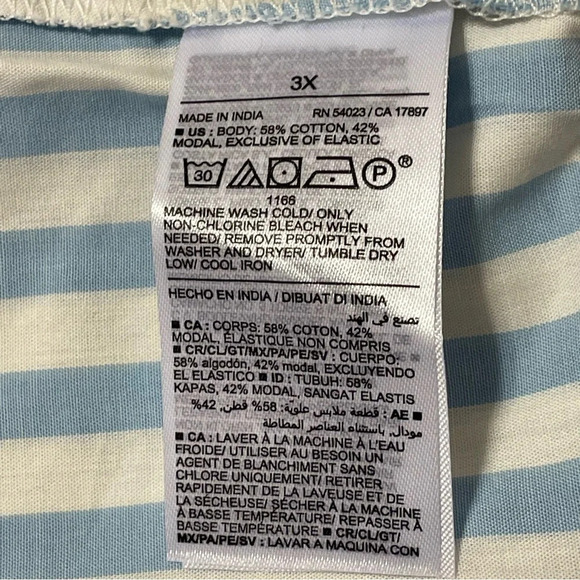 3X
MADE IN INDIA RN 54023 / CA 17897
■ US : BODY: 58% COTTON, 42%
MODAL, EXCLUSIVE OF ELASTIC
30 P ®
1166
MACHINE WASH COLD/ ONLY
NON-CHLORINE BLEACH WHEN
NEEDED/ REMOVE PROMPTLY FROM
WASHER AND DRYER/ TUMBLE DRY
LOW/ COOL IRON
HECHO EN INDIA / DIBUAT DI INDIA
تصنع في الهند
■ CA : CORPS: 58% COTON, 42%
MODAL, ÉLASTIQUE NON COMPRIS
■ CR/CL/GT/MX/PA/PE/SV : CUERPO:
58% algodón, 42% modal, EXCLUYENDO
EL ELÁSTICO ■ ID : TUBUH: 58%
KAPAS, 42% MODAL, SANGAT ELASTIS
■ AE : قطعة ملابس علوية: 58% قطن, 42%
مودال, باستثناء العناصر المطاطة
■ CA : LAVER À LA MACHINE À L'EAU
FROIDE/ UTILISER AU BESOIN UN
AGENT DE BLANCHIMENT SANS
CHLORE UNIQUEMENT/ RETIRER
RAPIDEMENT DE LA LAVEUSE ET DE
LA SÉCHEUSE/ SÉCHER À LA MACHINE
À BASSE TEMPÉRATURE/ REPASSER À
BASSE TEMPÉRATURE ■ CR/CL/GT/
MX/PA/PE/SV : LAVAR A MAQUINA CON